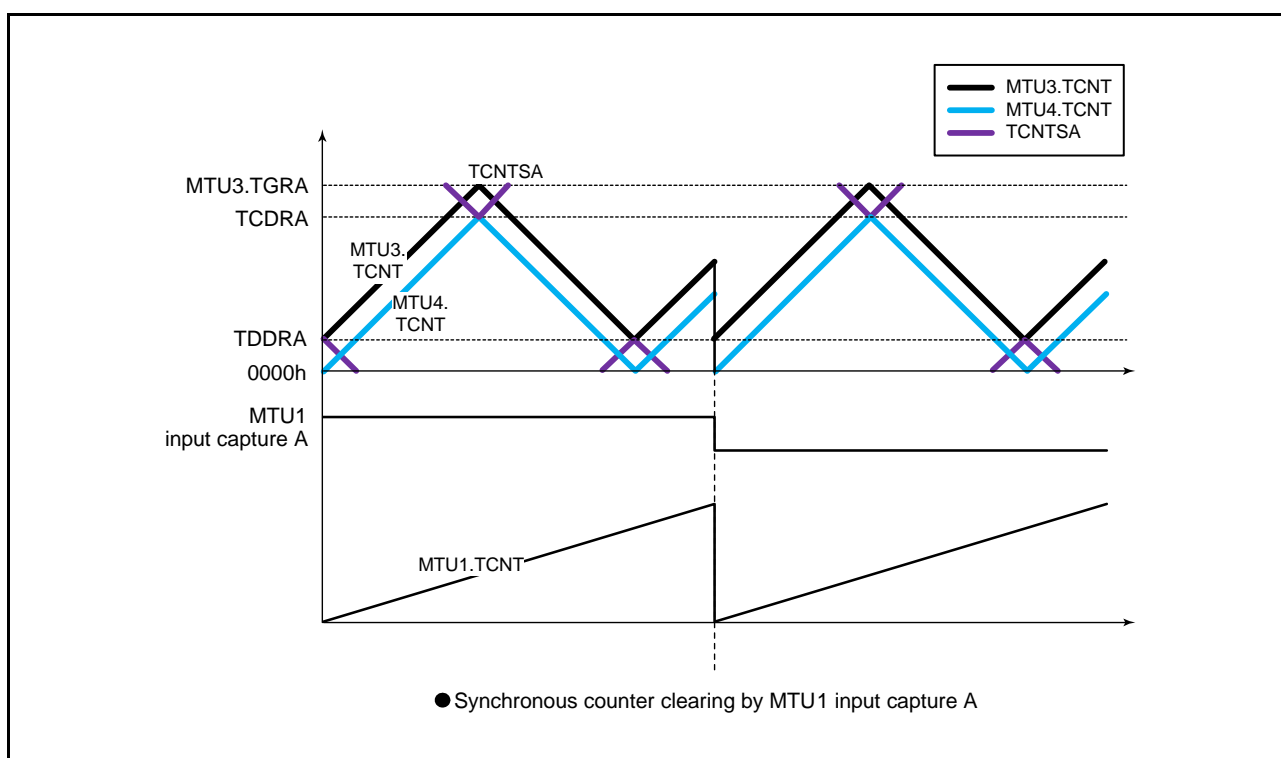 MTU3.TCNT
MTU4.TCNT
TCNTSA
TCNTSA
MTU3.TGRA
TCDRA
MTU3.
TCNT
MTU4.
TCNT
TDDRA
0000h
MTU1
input capture A
MTU1.TCNT
● Synchronous counter clearing by MTU1 input capture A